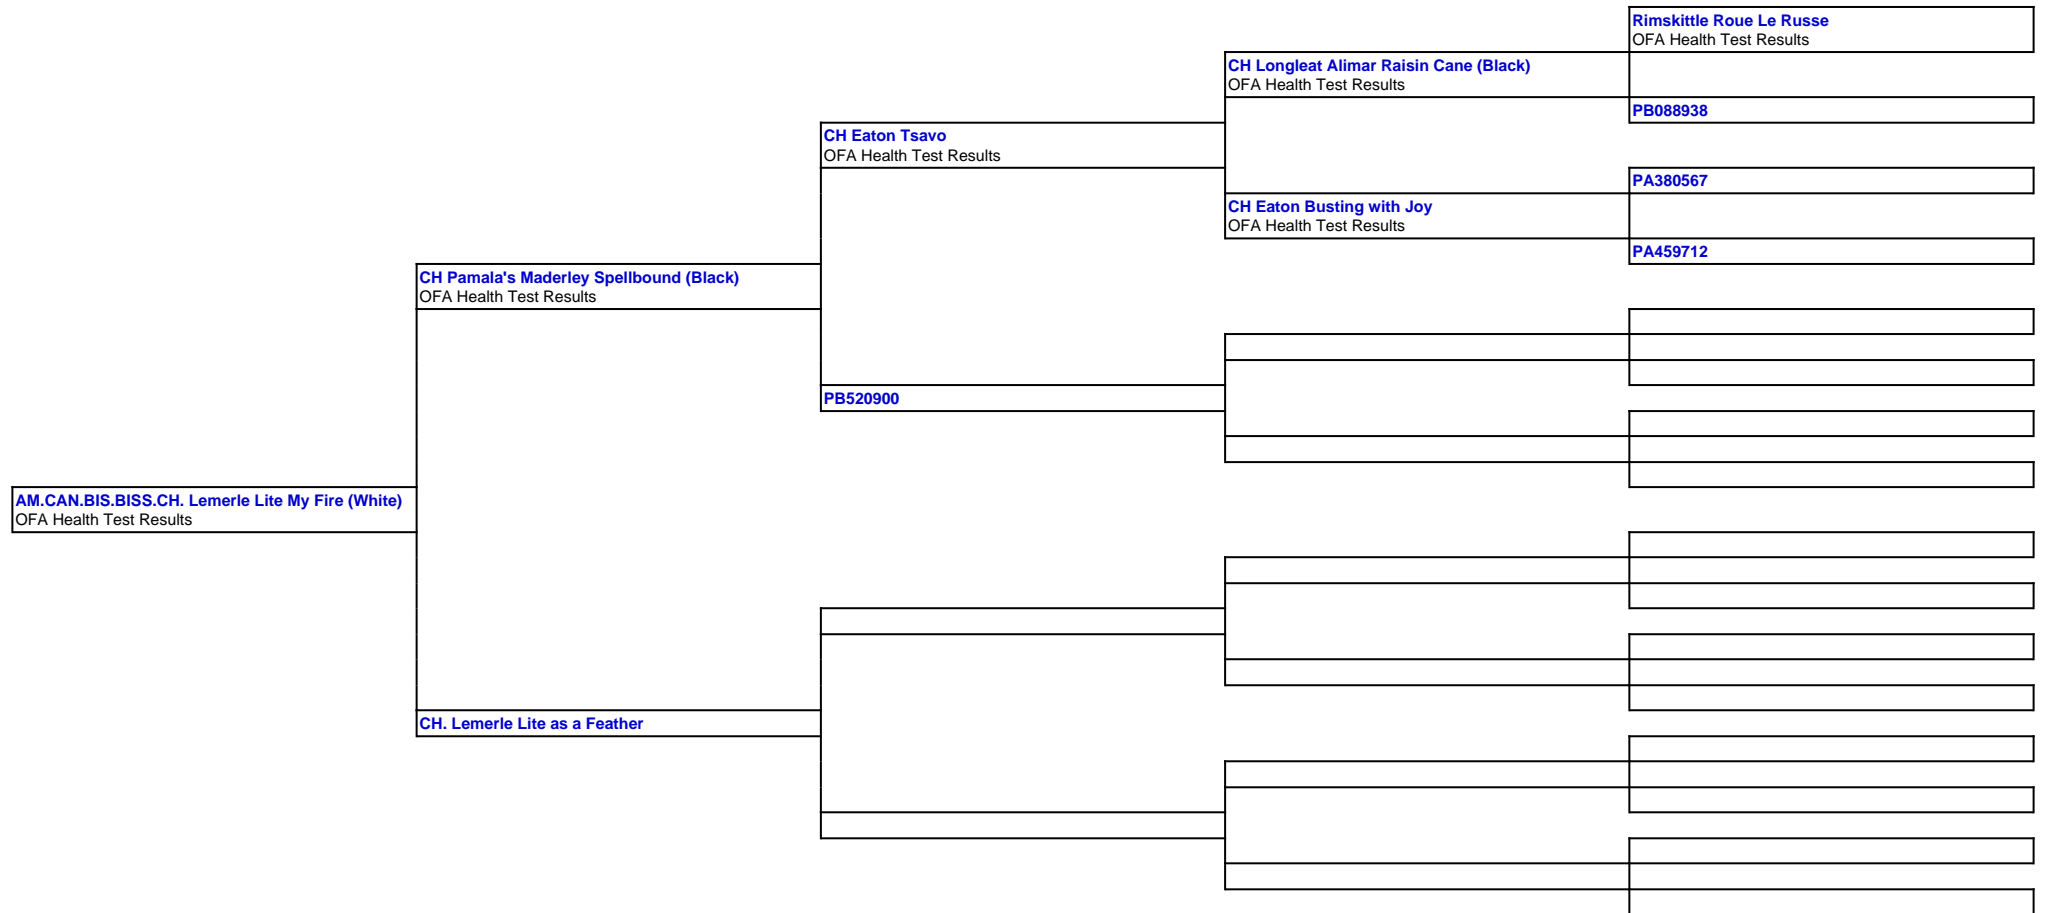 Rimskittle Roue Le Russe
OFA Health Test Results
CH Longleat Alimar Raisin Cane (Black)
OFA Health Test Results
PB088938
CH Eaton Tsavo
OFA Health Test Results
PA380567
CH Eaton Busting with Joy
OFA Health Test Results
PA459712
CH Pamala's Maderley Spellbound (Black)
OFA Health Test Results
PB520900
AM.CAN.BIS.BISS.CH. Lemerle Lite My Fire (White)
OFA Health Test Results
CH. Lemerle Lite as a Feather